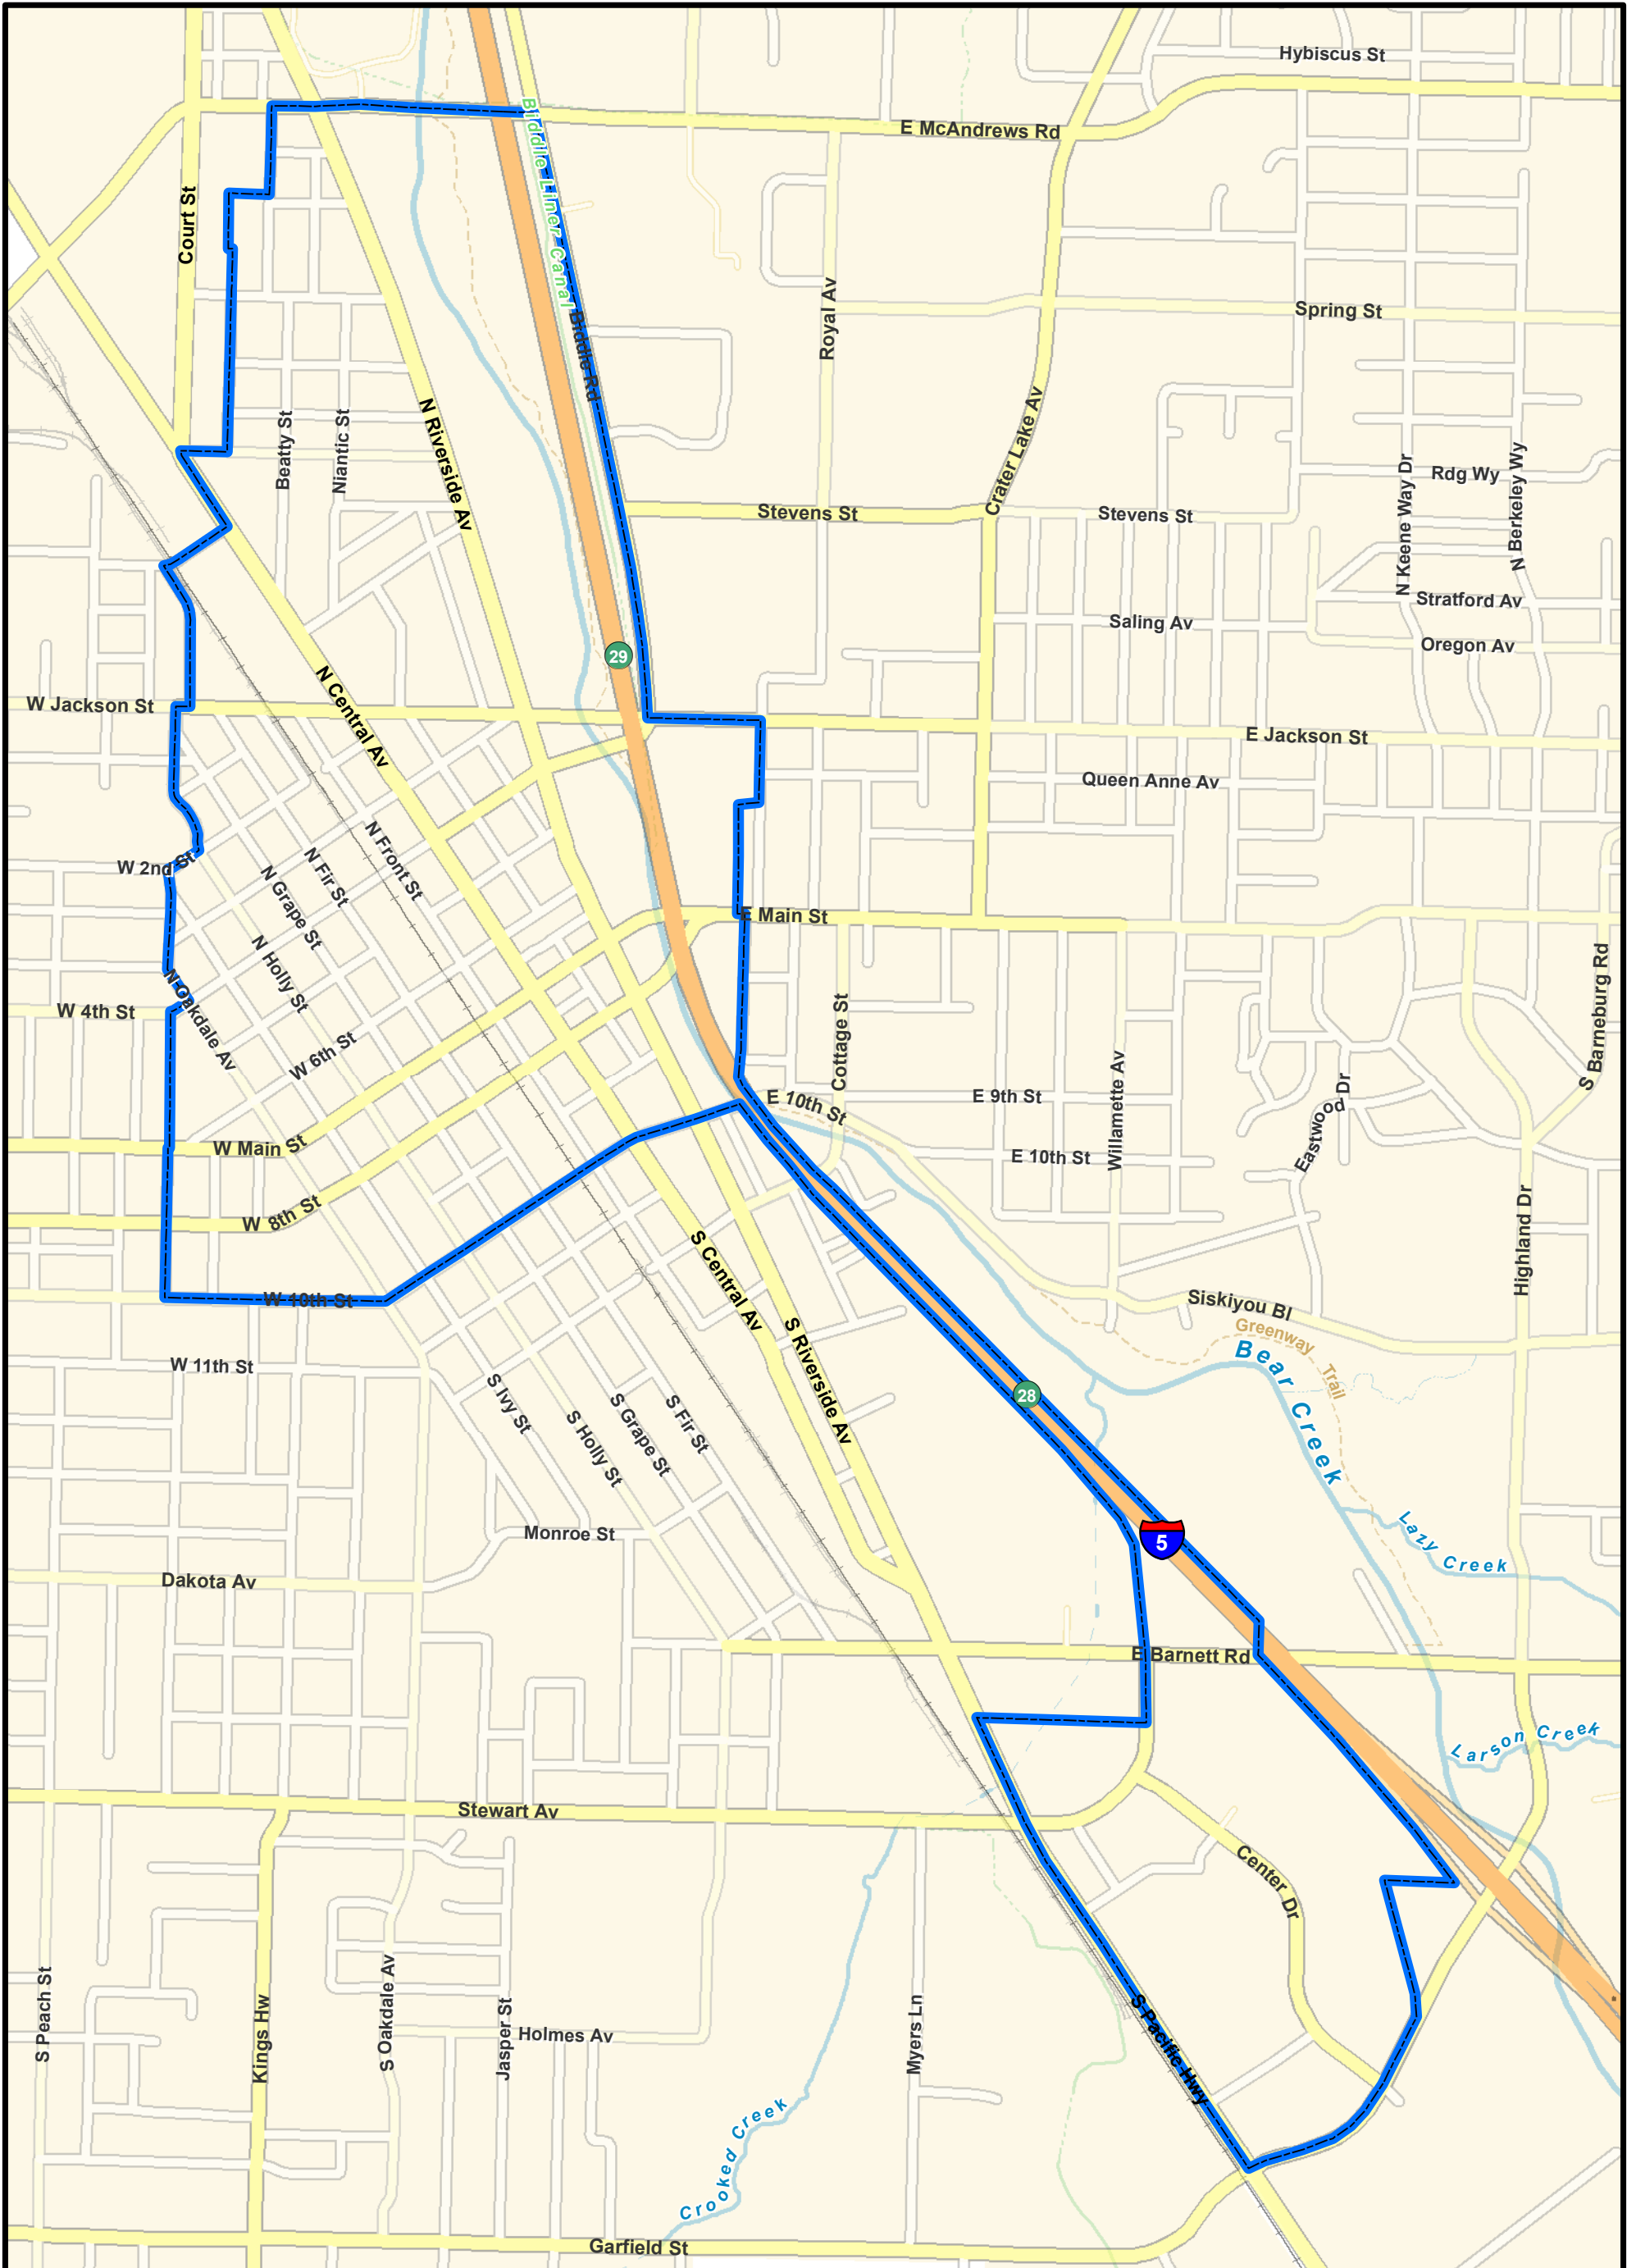 Hybiscus St
E McAndrews Rd
Biddle Liner Canal
Court St
Royal Av
Spring St
Biddle Rd
Crater Lake Av
N Riverside Av
Beatty St
Niantic St
Rdg Wy
N Keene Way Dr
N Berkeley Wy
Stevens St
Stevens St
Stratford Av
Saling Av
Oregon Av
29
N Central Av
W Jackson St
E Jackson St
Queen Anne Av
N Front St
N Fir St
W 2nd St
N Grape St
E Main St
N Holly St
S Barneburg Rd
N Oakdale Av
W 4th St
Cottage St
W 6th St
Willamette Av
E 9th St
E 10th St
Eastwood Dr
W Main St
E 10th St
W 8th St
Highland Dr
S Central Av
W 10th St
Siskiyou Bl
Greenway Trail
Bear Creek
S Riverside Av
W 11th St
28
S Ivy St
S Holly St
S Grape St
S Fir St
Monroe St
5
Lazy Creek
Dakota Av
E Barnett Rd
Larson Creek
Stewart Av
Center Dr
S Peach St
Kings Hw
S Oakdale Av
Jasper St
Holmes Av
Myers Ln
S Pacific Hwy
Crooked Creek
Garfield St